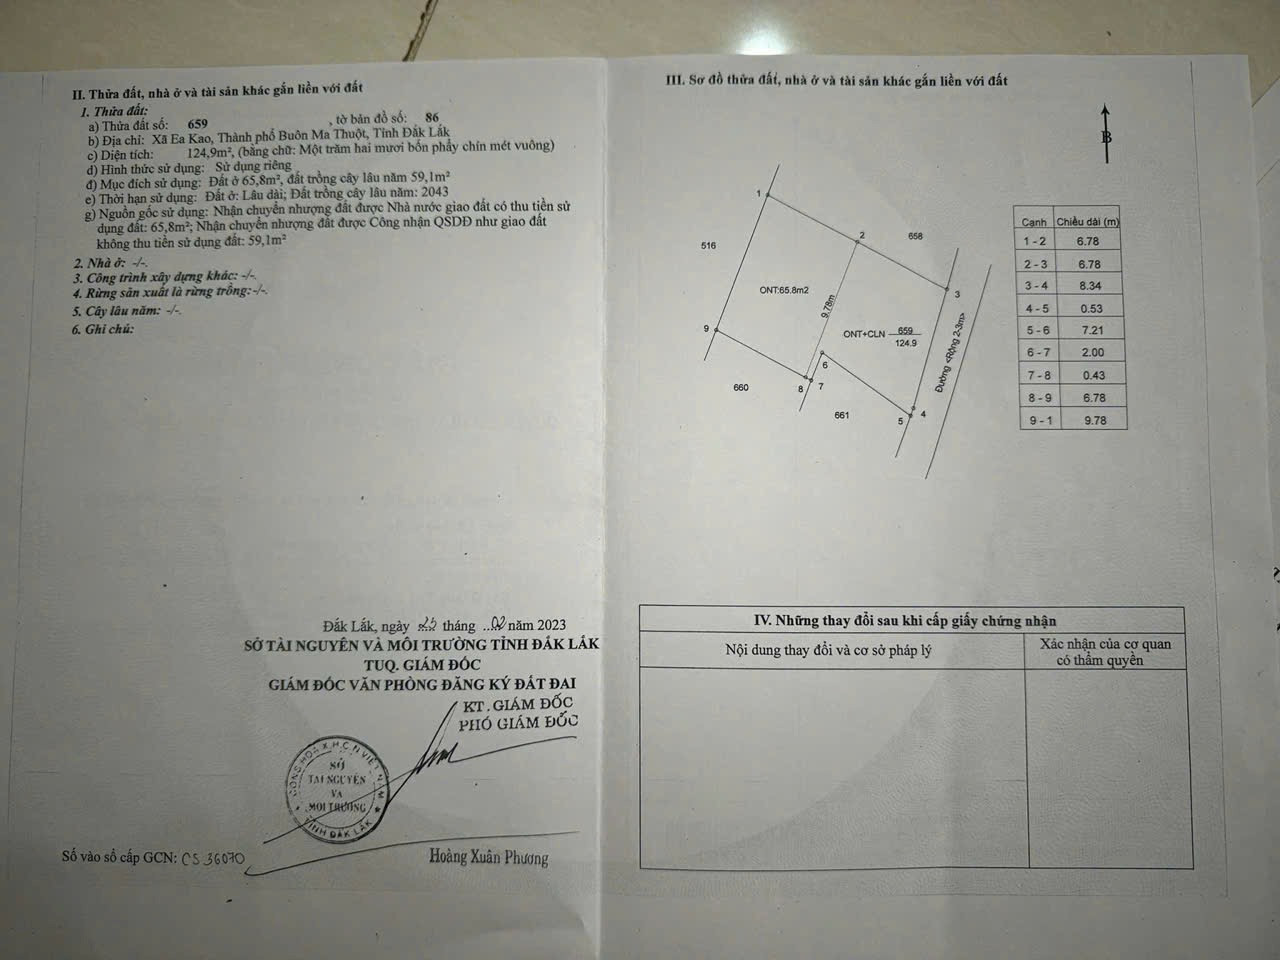 II. Thửa đất, nhà ở và tài sản khác gắn liền với đất
1. Thửa đất:
a) Thửa đất số: 659 , tờ bản đồ số: 86
b) Địa chỉ: Xã Ea Kao, Thành phố Buôn Ma Thuột, Tỉnh Đắk Lắk
c) Diện tích: 124,9m², (bằng chữ: Một trăm hai mươi bốn phẩy chín mét vuông)
d) Hình thức sử dụng: Sử dụng riêng
đ) Mục đích sử dụng: Đất ở 65,8m², đất trồng cây lâu năm 59,1m²
e) Thời hạn sử dụng: Đất ở: Lâu dài; Đất trồng cây lâu năm: 2043
g) Nguồn gốc sử dụng: Nhận chuyển nhượng đất được Nhà nước giao đất có thu tiền sử
dụng đất: 65,8m²; Nhận chuyển nhượng đất được Công nhận QSDĐ như giao đất
không thu tiền sử dụng đất: 59,1m²
2. Nhà ở: -/-.
3. Công trình xây dựng khác: -/-.
4. Rừng sản xuất là rừng trồng:-/-.
5. Cây lâu năm: -/-.
6. Ghi chú:
Đắk Lắk, ngày tháng ..02 năm 2023
SỞ TÀI NGUYÊN VÀ MÔI TRƯỜNG TỈNH ĐẮK LẮK
TUQ. GIÁM ĐỐC
GIÁM ĐỐC VĂN PHÒNG ĐĂNG KÝ ĐẤT ĐAI
KT. GIÁM ĐỐC
PHÓ GIÁM ĐỐC
CỘNG HÒA X.H.C.N VIỆT NAM
SỞ
TÀI NGUYÊN
VÀ
MÔI TRƯỜNG
TỈNH ĐẮK LẮK
Số vào sổ cấp GCN: CS 36070
Hoàng Xuân Phương
III. Sơ đồ thửa đất, nhà ở và tài sản khác gắn liền với đất
B
1
2
658
516
3
ONT:65.8m2
9.78m
9
ONT+CLN 659
124.9
Đường <Rộng 2-3m>
6
660
8
7
661
5
4
Cạnh Chiều dài (m)
1 - 2 6.78
2 - 3 6.78
3 - 4 8.34
4 - 5 0.53
5 - 6 7.21
6 - 7 2.00
7 - 8 0.43
8 - 9 6.78
9 - 1 9.78
IV. Những thay đổi sau khi cấp giấy chứng nhận
Nội dung thay đổi và cơ sở pháp lý
Xác nhận của cơ quan
có thẩm quyền